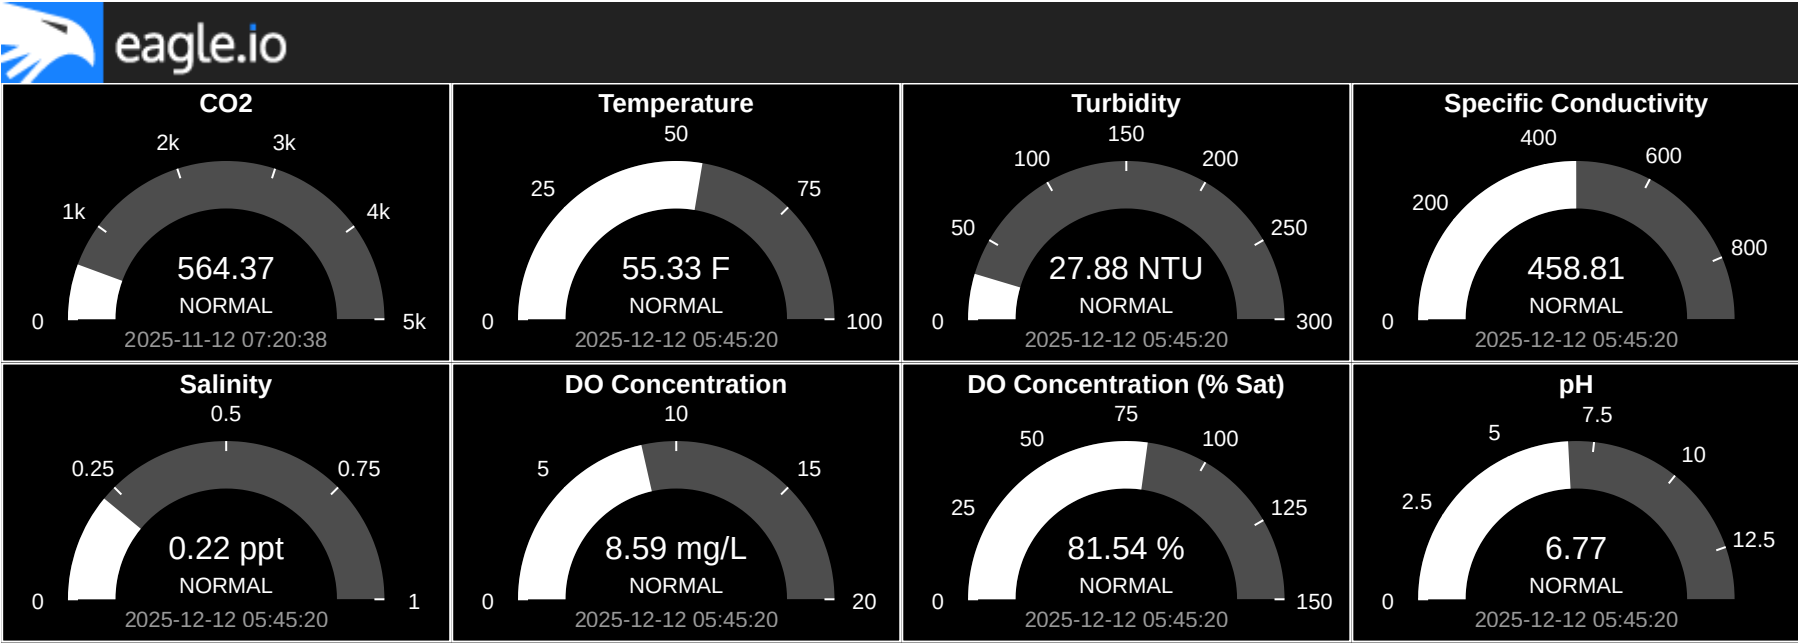 eagle.io
CO2
0
1k
2k
3k
4k
5k
564.37
NORMAL
2025-11-12 07:20:38
Temperature
0
25
50
75
100
55.33 F
NORMAL
2025-12-12 05:45:20
Turbidity
0
50
100
150
200
250
300
27.88 NTU
NORMAL
2025-12-12 05:45:20
Specific Conductivity
0
200
400
600
800
458.81
NORMAL
2025-12-12 05:45:20
Salinity
0
0.25
0.5
0.75
1
0.22 ppt
NORMAL
2025-12-12 05:45:20
DO Concentration
0
5
10
15
20
8.59 mg/L
NORMAL
2025-12-12 05:45:20
DO Concentration (% Sat)
0
25
50
75
100
125
150
81.54 %
NORMAL
2025-12-12 05:45:20
pH
0
2.5
5
7.5
10
12.5
6.77
NORMAL
2025-12-12 05:45:20